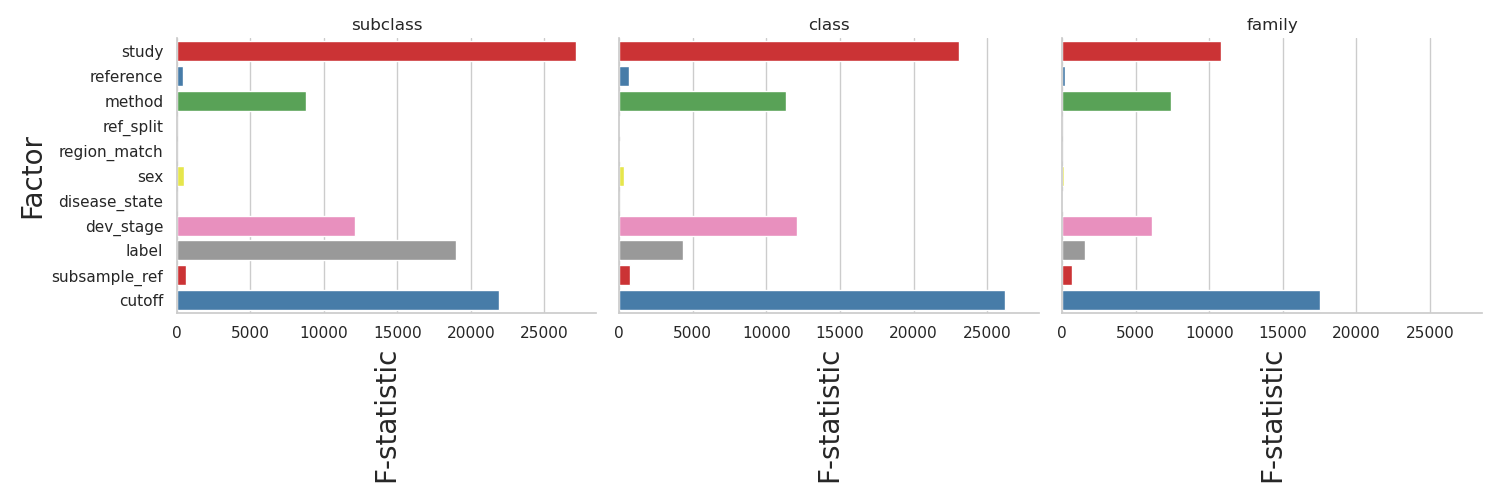 subclass
class
family
Factor
study
reference
method
ref_split
region_match
sex
disease_state
dev_stage
label
subsample_ref
cutoff
0 5000 10000 15000 20000 25000
0 5000 10000 15000 20000 25000
0 5000 10000 15000 20000 25000
F-statistic
F-statistic
F-statistic